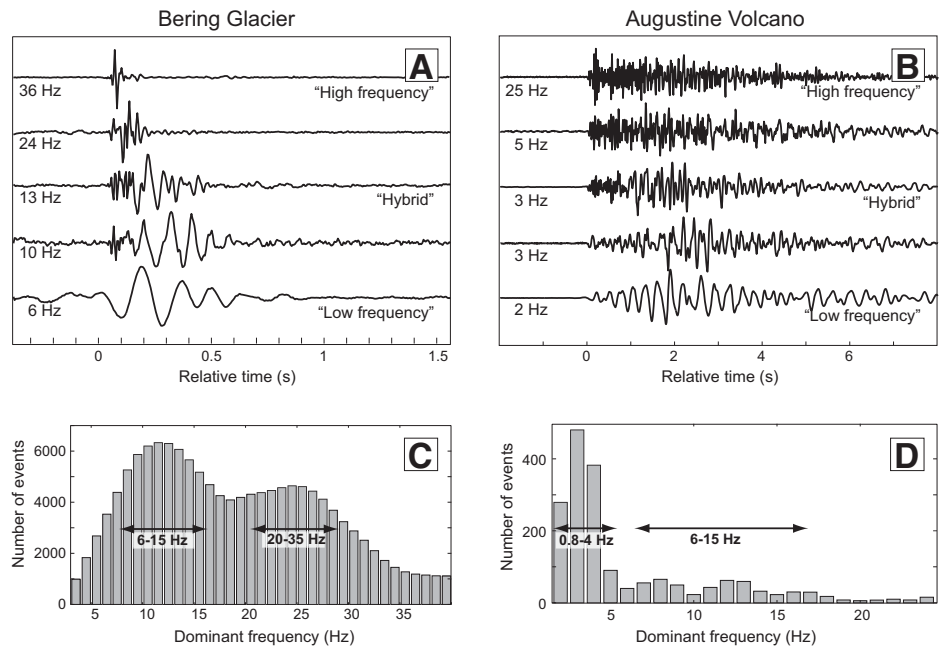 Bering Glacier
Augustine Volcano
A
36 Hz
"High frequency"
24 Hz
13 Hz
"Hybrid"
10 Hz
6 Hz
"Low frequency"
0 0.5 1 1.5
Relative time (s)
B
25 Hz
"High frequency"
5 Hz
3 Hz
"Hybrid"
3 Hz
2 Hz
"Low frequency"
0 2 4 6
Relative time (s)
C
Number of events
6000
4000
2000
0
6-15 Hz
20-35 Hz
5 10 15 20 25 30 35
Dominant frequency (Hz)
D
Number of events
400
200
0
0.8-4 Hz
6-15 Hz
5 10 15 20
Dominant frequency (Hz)